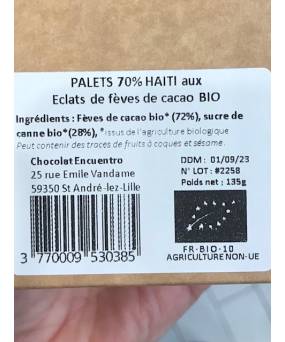 PALETS 70% HAITI aux
Eclats de fèves de cacao BIO
Ingrédients : Fèves de cacao bio* (72%), sucre de
canne bio*(28%), *issus de l'agriculture biologique
Peut contenir des traces de fruits à coques et sésame.
Chocolat Encuentro
25 rue Emile Vandame
59350 St André-lez-Lille
DDM : 01/09/23
N° LOT : #2258
Poids net : 135g
3 770009 530385
FR-BIO-10
AGRICULTURE NON-UE